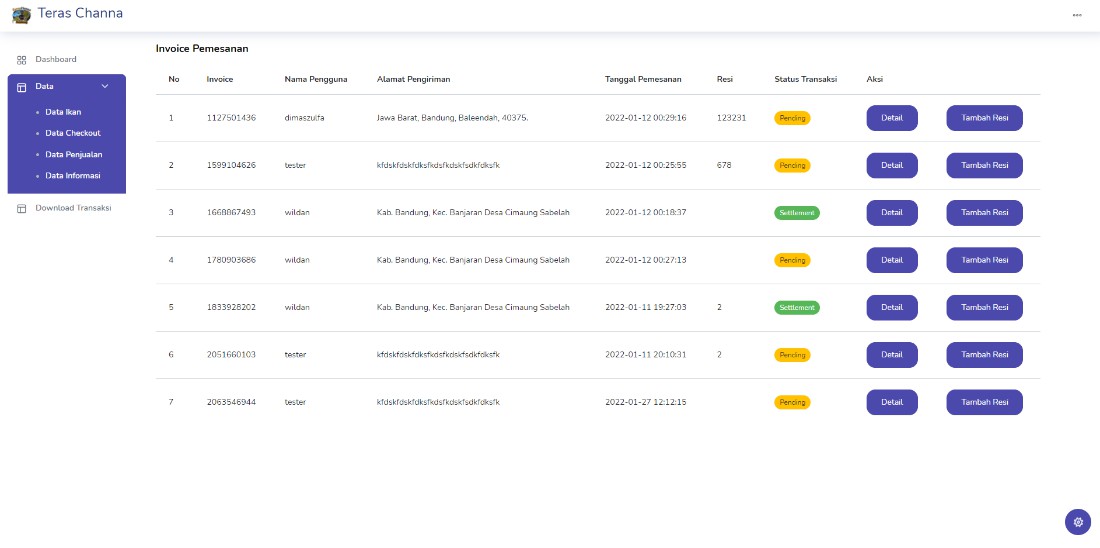 Teras Channa
Dashboard
Data
Data Ikan
Data Checkout
Data Penjualan
Data Informasi
Download Transaksi
Invoice Pemesanan
No Invoice Nama Pengguna Alamat Pengiriman Tanggal Pemesanan Resi Status Transaksi Aksi
1 1127501436 dimaszulfa Jawa Barat, Bandung, Baleendah, 40375. 2022-01-12 00:29:16 123231 Pending Detail Tambah Resi
2 1599104626 tester kfdskfdskfdksfkdsfkdskfsdkfdksfk 2022-01-12 00:25:55 678 Pending Detail Tambah Resi
3 1668867493 wildan Kab. Bandung, Kec. Banjaran Desa Cimaung Sabelah 2022-01-12 00:18:37 Settlement Detail Tambah Resi
4 1780903686 wildan Kab. Bandung, Kec. Banjaran Desa Cimaung Sabelah 2022-01-12 00:27:13 Pending Detail Tambah Resi
5 1833928202 wildan Kab. Bandung, Kec. Banjaran Desa Cimaung Sabelah 2022-01-11 19:27:03 2 Settlement Detail Tambah Resi
6 2051660103 tester kfdskfdskfdksfkdsfkdskfsdkfdksfk 2022-01-11 20:10:31 2 Pending Detail Tambah Resi
7 2063546944 tester kfdskfdskfdksfkdsfkdskfsdkfdksfk 2022-01-27 12:12:15 Pending Detail Tambah Resi